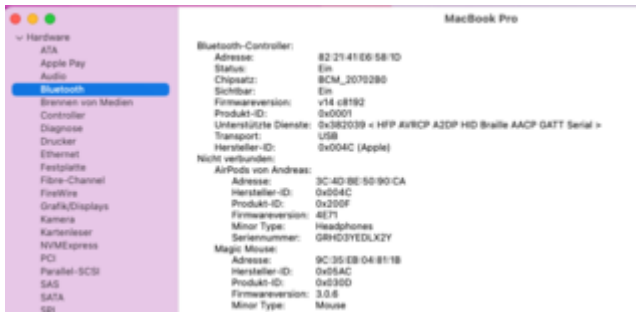 MacBook Pro
Hardware
ATA
Apple Pay
Audio
Bluetooth
Brennen von Medien
Controller
Diagnose
Drucker
Ethernet
Festplatte
Fibre-Channel
FireWire
Grafik/Displays
Kamera
Kartenleser
NVMExpress
PCI
Parallel-SCSI
SAS
SATA
SPI
Bluetooth-Controller:
Adresse: 82:21:41:E6:58:1D
Status: Ein
Chipsatz: BCM_20702B0
Sichtbar: Ein
Firmwareversion: v14 c8192
Produkt-ID: 0x0001
Unterstützte Dienste: 0x382039 < HFP AVRCP A2DP HID Braille AACP GATT Serial >
Transport: USB
Hersteller-ID: 0x004C (Apple)
Nicht verbunden:
AirPods von Andreas:
Adresse: 3C:4D:BE:50:90:CA
Hersteller-ID: 0x004C
Produkt-ID: 0x200F
Firmwareversion: 4E71
Minor Type: Headphones
Seriennummer: GRHD3YEDLX2Y
Magic Mouse:
Adresse: 9C:35:EB:04:81:1B
Hersteller-ID: 0x05AC
Produkt-ID: 0x030D
Firmwareversion: 3.0.6
Minor Type: Mouse